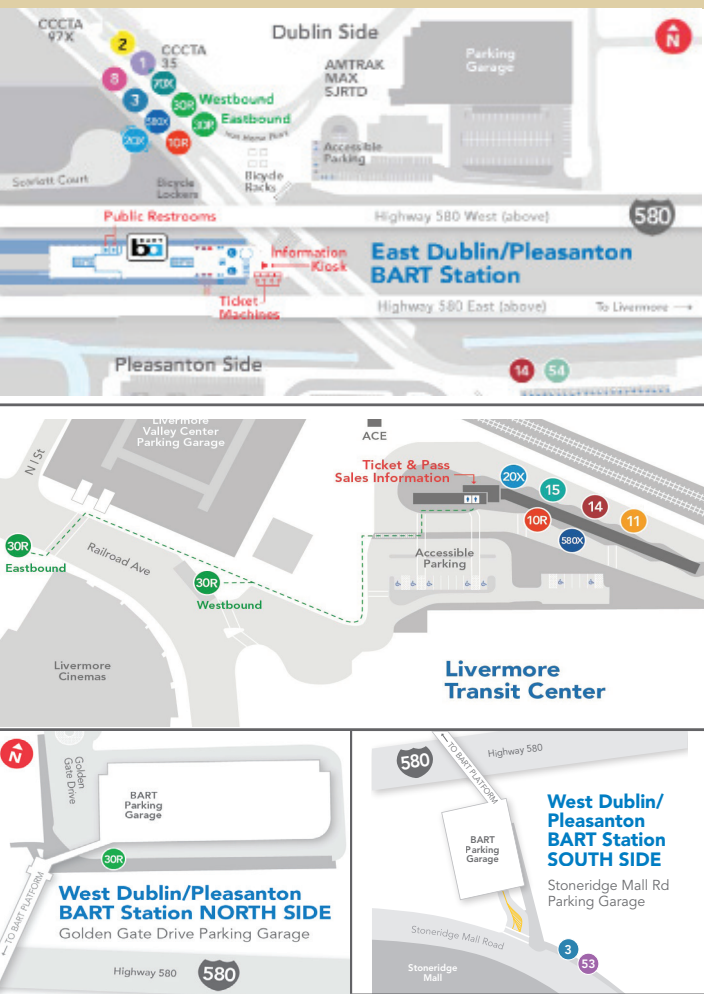 CCCTA
97X
2
Dublin Side
N
1
CCCTA
35
8
70X
AMTRAK
MAX
SJRTD
Parking
Garage
3
30R
Westbound
580X
30R
Eastbound
20X
10R
Iron Horse Pkwy
Accessible
Parking
Scarlett Court
Bicycle
Lockers
Bicycle
Racks
Public Restrooms
Highway 580 West (above)
580
BART
ba
Information
Kiosk
East Dublin/Pleasanton
BART Station
Ticket
Machines
Highway 580 East (above)
To Livermore →
Pleasanton Side
14
54
Livermore
Valley Center
Parking Garage
ACE
N I St
Ticket & Pass
Sales Information
20X
15
14
11
10R
580X
30R
Eastbound
Railroad Ave
Accessible
Parking
30R
Westbound
Livermore
Cinemas
Livermore
Transit Center
N
Golden
Gate Drive
BART
Parking
Garage
30R
← TO BART PLATFORM
West Dublin/Pleasanton
BART Station NORTH SIDE
Golden Gate Drive Parking Garage
Highway 580
580
580
← TO BART PLATFORM
Highway 580
West Dublin/
Pleasanton
BART Station
SOUTH SIDE
Stoneridge Mall Rd
Parking Garage
BART
Parking
Garage
Stoneridge Mall Road
3
53
Stoneridge
Mall